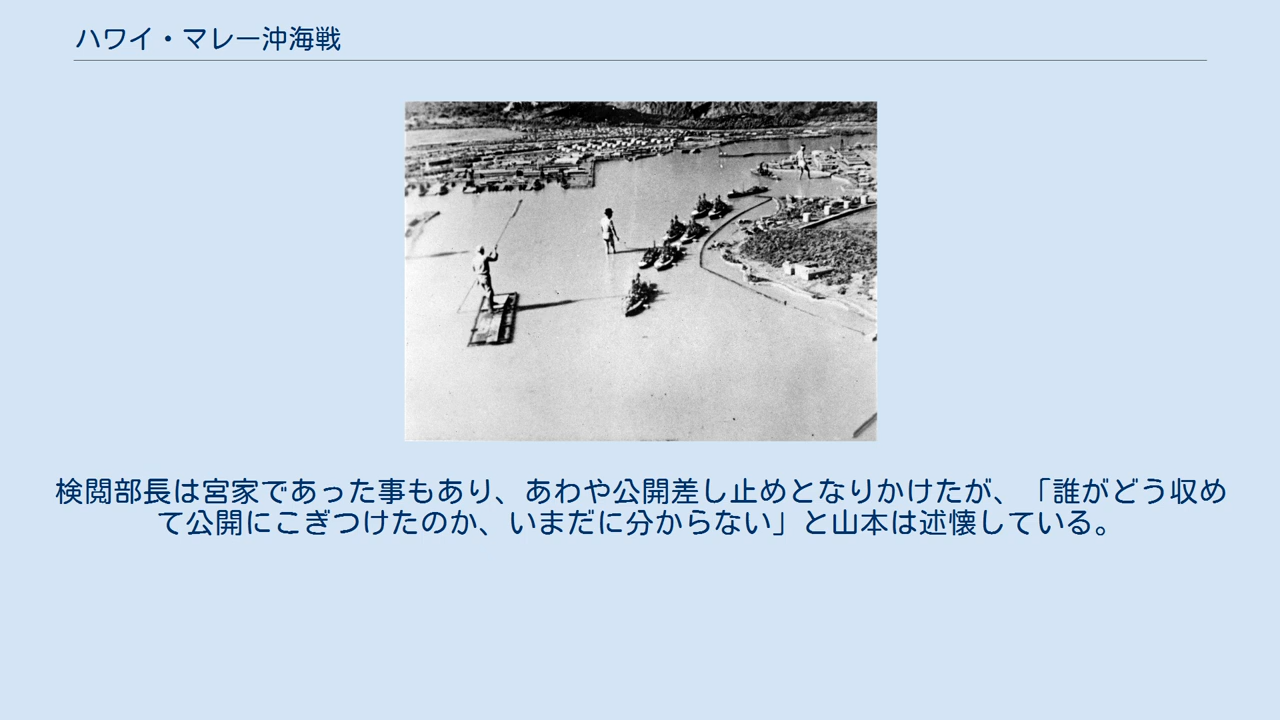 ハワイ・マレー沖海戦
検閲部長は宮家であった事もあり、あわや公開差し止めとなりかけたが、「誰がどう収め
て公開にこぎつけたのか、いまだに分からない」と山本は述懐している。